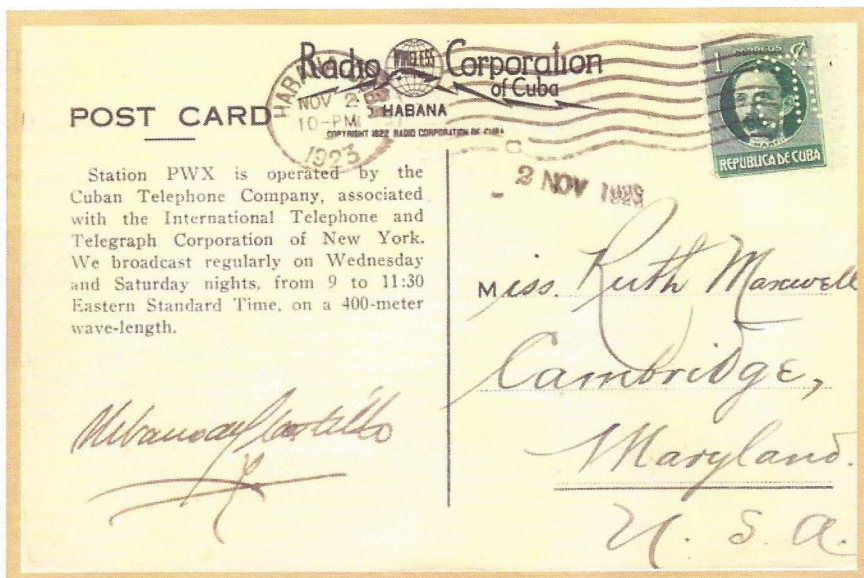 Radio WIRELESS Corporation
of Cuba
HABANA
COPYRIGHT 1922 RADIO CORPORATION OF CUBA.
HABANA
NOV 2
10-PM
1923
1 CORREOS
REPUBLICA DE CUBA
2 NOV 1923
POST CARD
Station PWX is operated by the
Cuban Telephone Company, associated
with the International Telephone and
Telegraph Corporation of New York.
We broadcast regularly on Wednesday
and Saturday nights, from 9 to 11:30
Eastern Standard Time, on a 400-meter
wave-length.
Miss. Ruth Maxwell
Cambridge,
Maryland.
U. S. A.